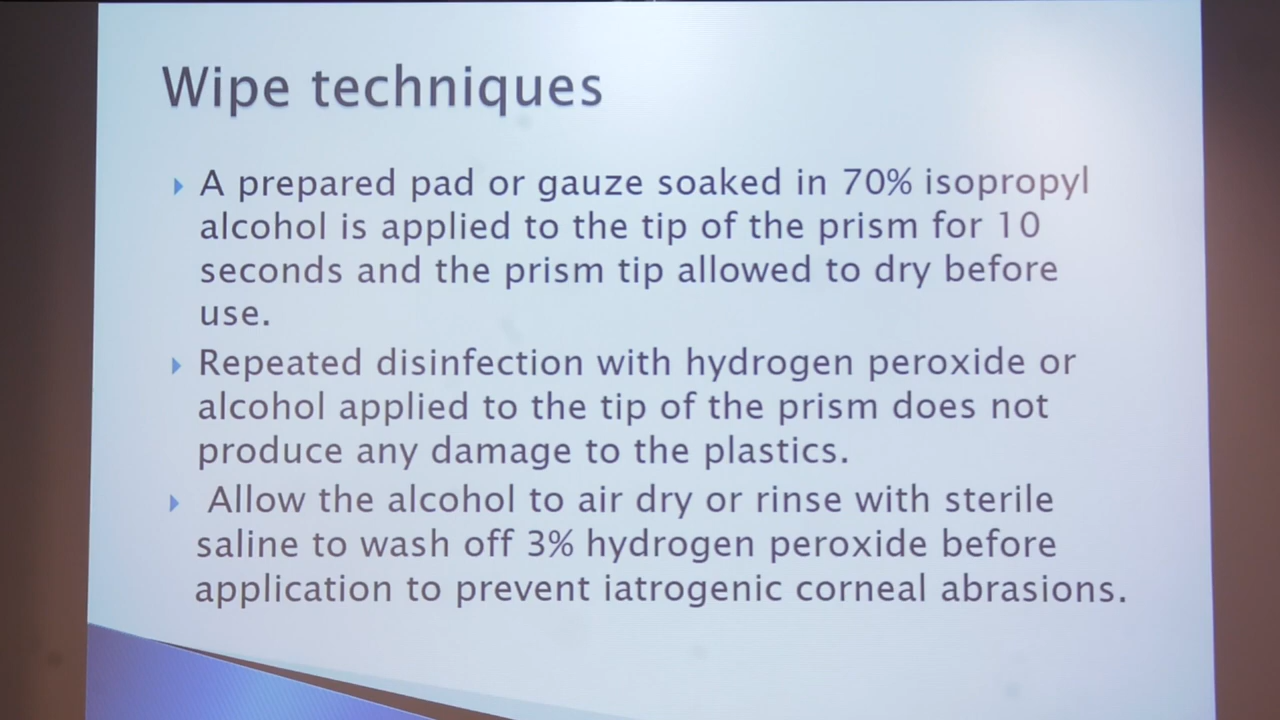 Wipe techniques
A prepared pad or gauze soaked in 70% isopropyl
alcohol is applied to the tip of the prism for 10
seconds and the prism tip allowed to dry before
use.
Repeated disinfection with hydrogen peroxide or
alcohol applied to the tip of the prism does not
produce any damage to the plastics.
Allow the alcohol to air dry or rinse with sterile
saline to wash off 3% hydrogen peroxide before
application to prevent iatrogenic corneal abrasions.